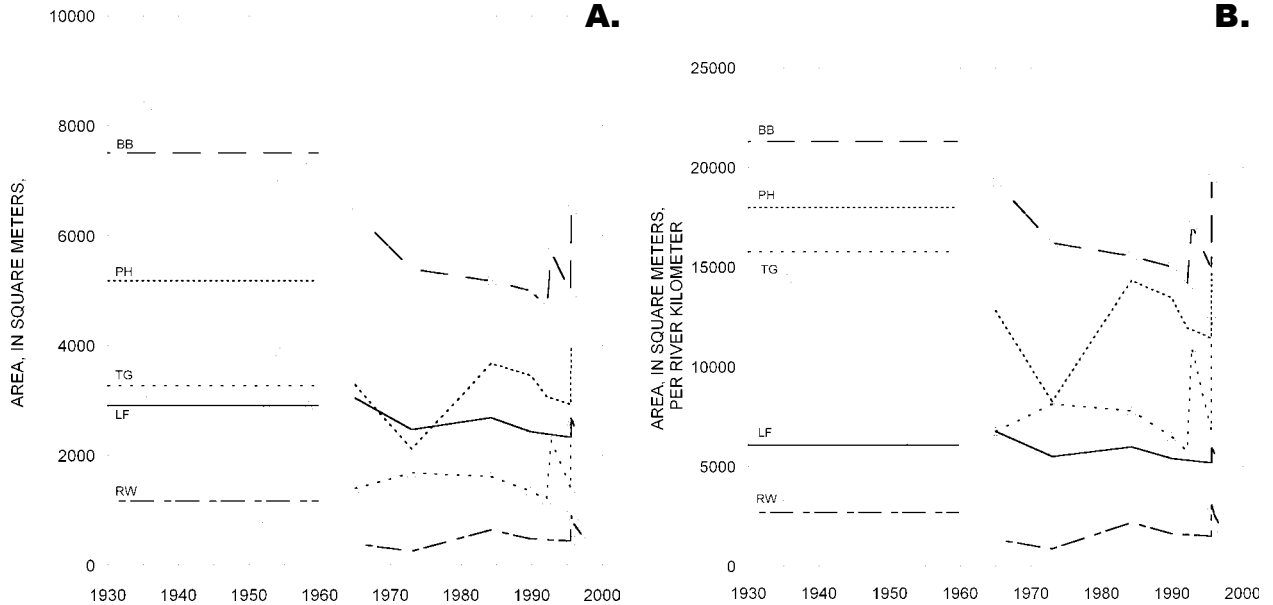 A.
10000
8000
6000
4000
2000
0
AREA, IN SQUARE METERS,
BB
PH
TG
LF
RW
1930 1940 1950 1960 1970 1980 1990 2000
B.
25000
20000
15000
10000
5000
0
AREA, IN SQUARE METERS,
PER RIVER KILOMETER
BB
PH
TG
LF
RW
1930 1940 1950 1960 1970 1980 1990 2000